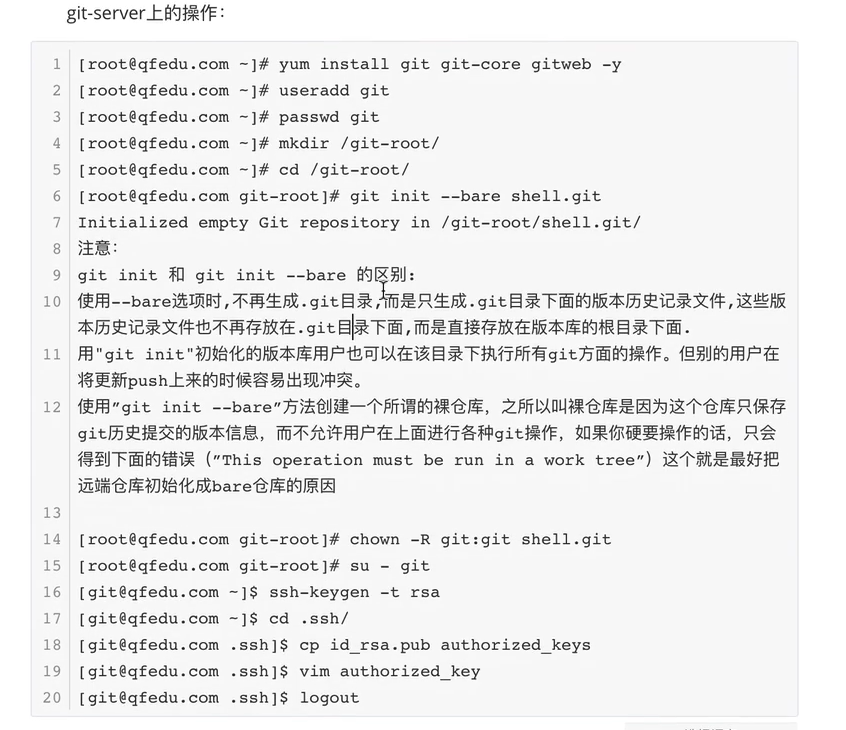 git-server上的操作：
1 [root@qfedu.com ~]# yum install git git-core gitweb -y
2 [root@qfedu.com ~]# useradd git
3 [root@qfedu.com ~]# passwd git
4 [root@qfedu.com ~]# mkdir /git-root/
5 [root@qfedu.com ~]# cd /git-root/
6 [root@qfedu.com git-root]# git init --bare shell.git
7 Initialized empty Git repository in /git-root/shell.git/
8 注意：
9 git init 和 git init --bare 的区别:
10 使用--bare选项时,不再生成.git目录,而是只生成.git目录下面的版本历史记录文件,这些版
本历史记录文件也不再存放在.git目录下面,而是直接存放在版本库的根目录下面.
11 用"git init"初始化的版本库用户也可以在该目录下执行所有git方面的操作。但别的用户在
将更新push上来的时候容易出现冲突。
12 使用”git init --bare”方法创建一个所谓的裸仓库，之所以叫裸仓库是因为这个仓库只保存
git历史提交的版本信息，而不允许用户在上面进行各种git操作，如果你硬要操作的话，只会
得到下面的错误（”This operation must be run in a work tree”）这个就是最好把
远端仓库初始化成bare仓库的原因
13
14 [root@qfedu.com git-root]# chown -R git:git shell.git
15 [root@qfedu.com git-root]# su - git
16 [git@qfedu.com ~]$ ssh-keygen -t rsa
17 [git@qfedu.com ~]$ cd .ssh/
18 [git@qfedu.com .ssh]$ cp id_rsa.pub authorized_keys
19 [git@qfedu.com .ssh]$ vim authorized_key
20 [git@qfedu.com .ssh]$ logout